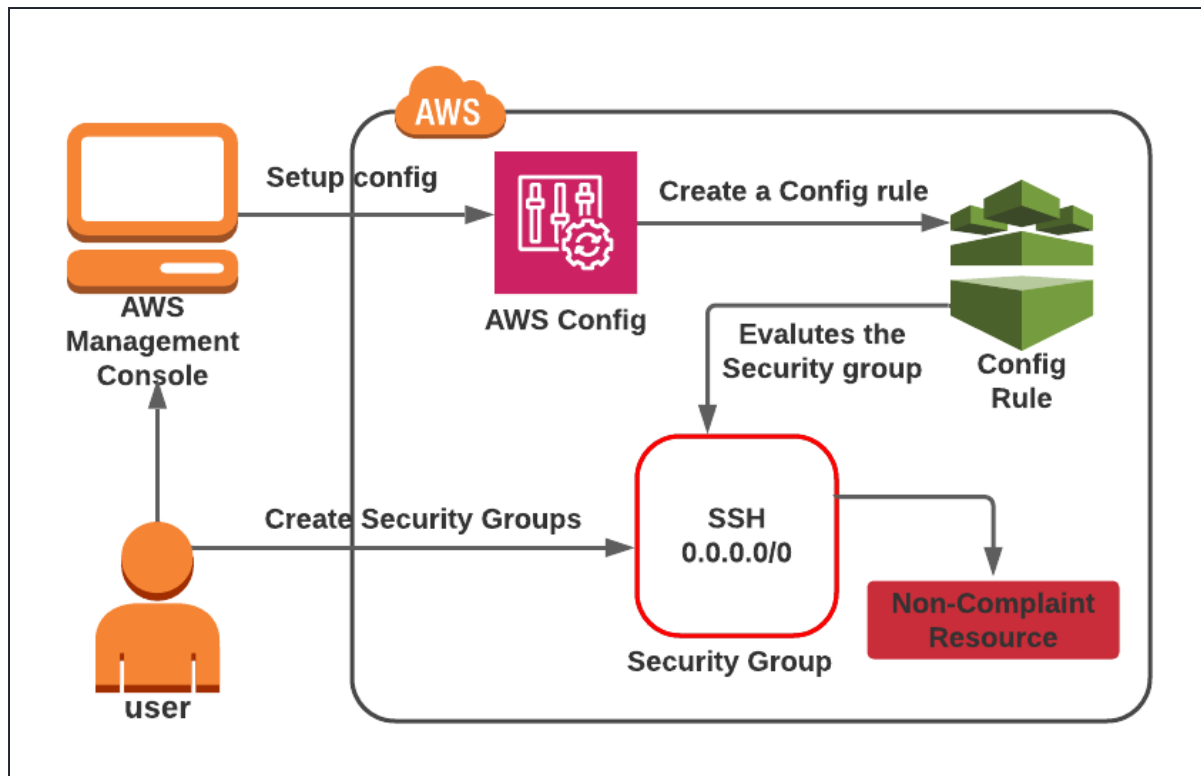 AWS
Setup config
Create a Config rule
AWS
Management
Console
AWS Config
Evalutes the
Security group
Config
Rule
Create Security Groups
SSH
0.0.0.0/0
Non-Complaint
Resource
Security Group
user